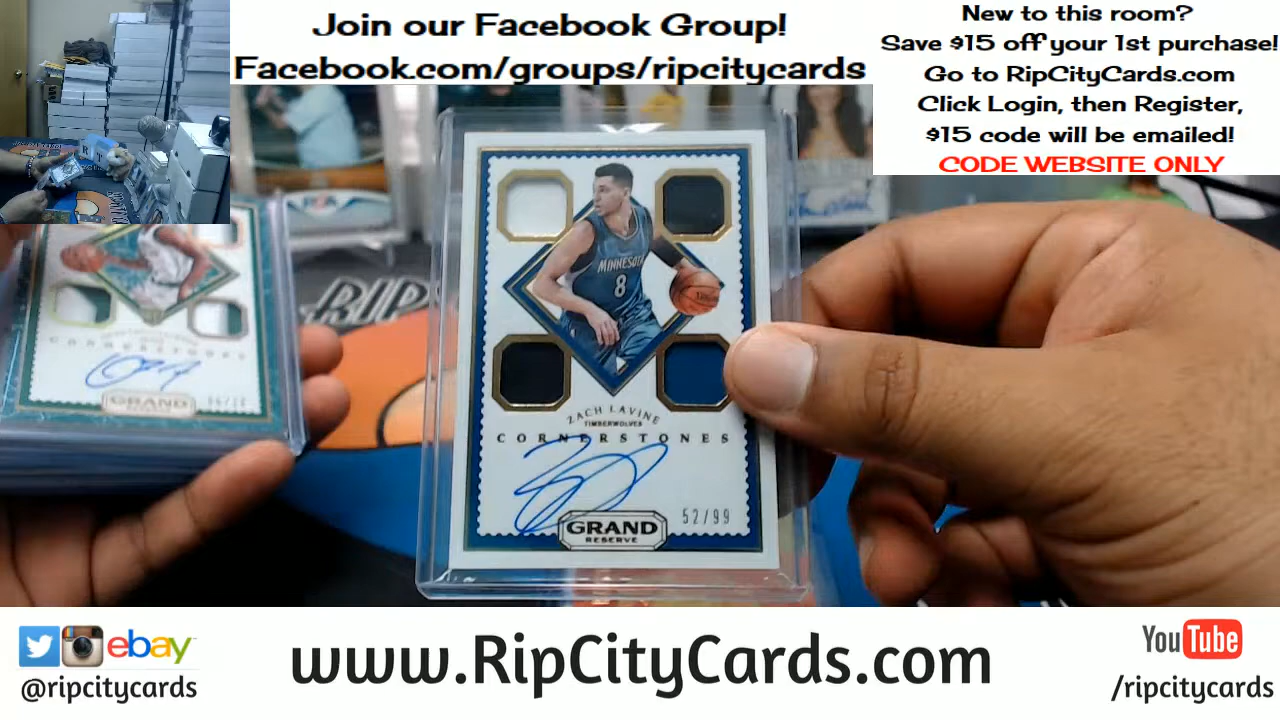 Join our Facebook Group!
Facebook.com/groups/ripcitycards
New to this room?
Save $15 off your 1st purchase!
Go to RipCityCards.com
Click Login, then Register,
$15 code will be emailed!
CODE WEBSITE ONLY
RIP
MINNESOTA
8
ZACH LAVINE
TIMBERWOLVES
CORNERSTONES
GRAND
RESERVE
52/99
CORNERSTONES
GRAND
ebay
@ripcitycards
www.RipCityCards.com
YouTube
/ripcitycards